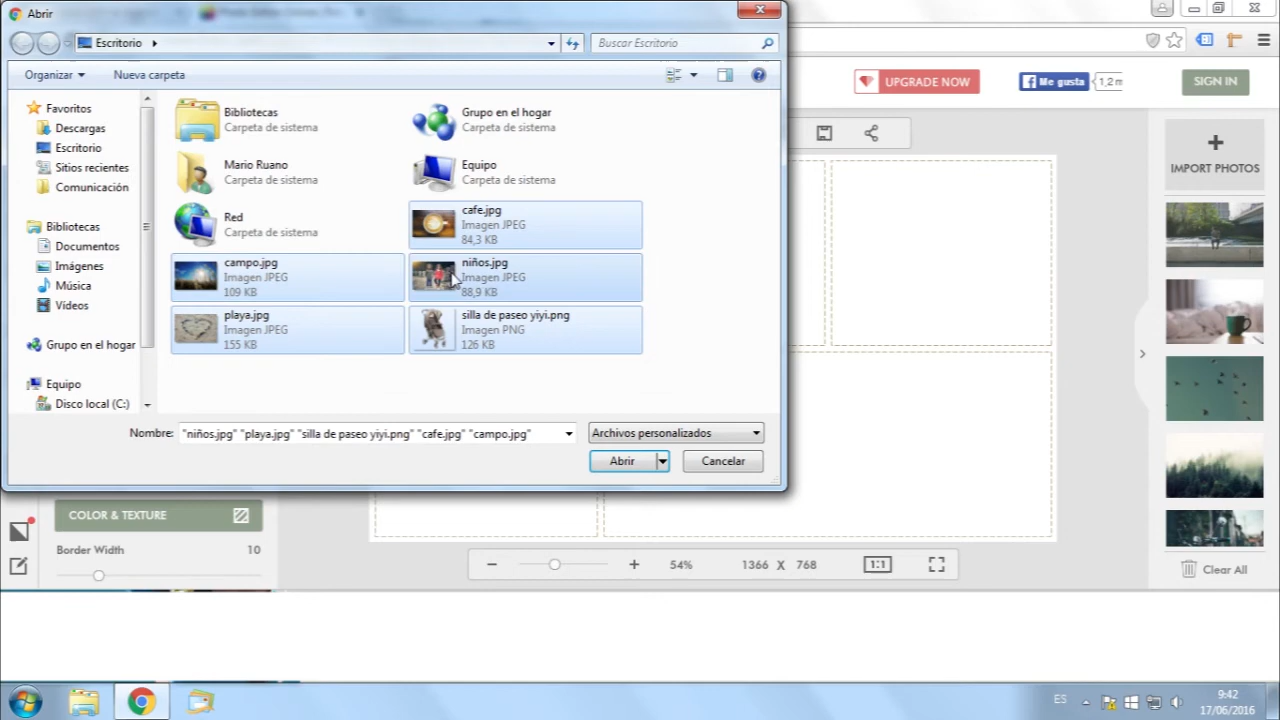 Abrir
Escritorio
Buscar Escritorio
Organizar
Nueva carpeta
Favoritos
Descargas
Escritorio
Sitios recientes
Comunicación
Bibliotecas
Documentos
Imágenes
Música
Vídeos
Grupo en el hogar
Equipo
Disco local (C:)
Bibliotecas
Carpeta de sistema
Grupo en el hogar
Carpeta de sistema
Mario Ruano
Carpeta de sistema
Equipo
Carpeta de sistema
Red
Carpeta de sistema
cafe.jpg
Imagen JPEG
84,3 KB
campo.jpg
Imagen JPEG
109 KB
niños.jpg
Imagen JPEG
88,9 KB
playa.jpg
Imagen JPEG
155 KB
silla de paseo yiyi.png
Imagen PNG
126 KB
Nombre:
"niños.jpg" "playa.jpg" "silla de paseo yiyi.png" "cafe.jpg" "campo.jpg"
Archivos personalizados
Abrir
Cancelar
UPGRADE NOW
Me gusta
1,2 m
SIGN IN
IMPORT PHOTOS
COLOR & TEXTURE
Border Width 10
54%
1366 X 768
1:1
Clear All
ES
9:42
17/06/2016